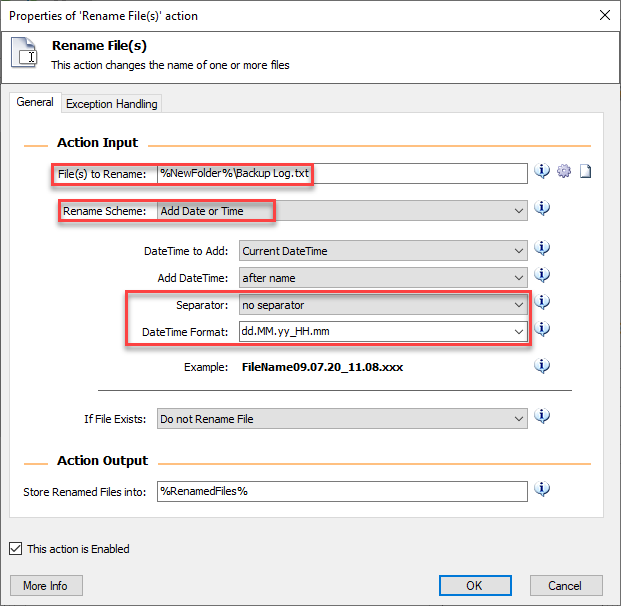 Properties of 'Rename File(s)' action
Rename File(s)
This action changes the name of one or more files
General Exception Handling
Action Input
File(s) to Rename: %NewFolder%\Backup Log.txt
Rename Scheme: Add Date or Time
DateTime to Add: Current DateTime
Add DateTime: after name
Separator: no separator
DateTime Format: dd.MM.yy_HH.mm
Example: FileName09.07.20_11.08.xxx
If File Exists: Do not Rename File
Action Output
Store Renamed Files into: %RenamedFiles%
This action is Enabled
More Info OK Cancel